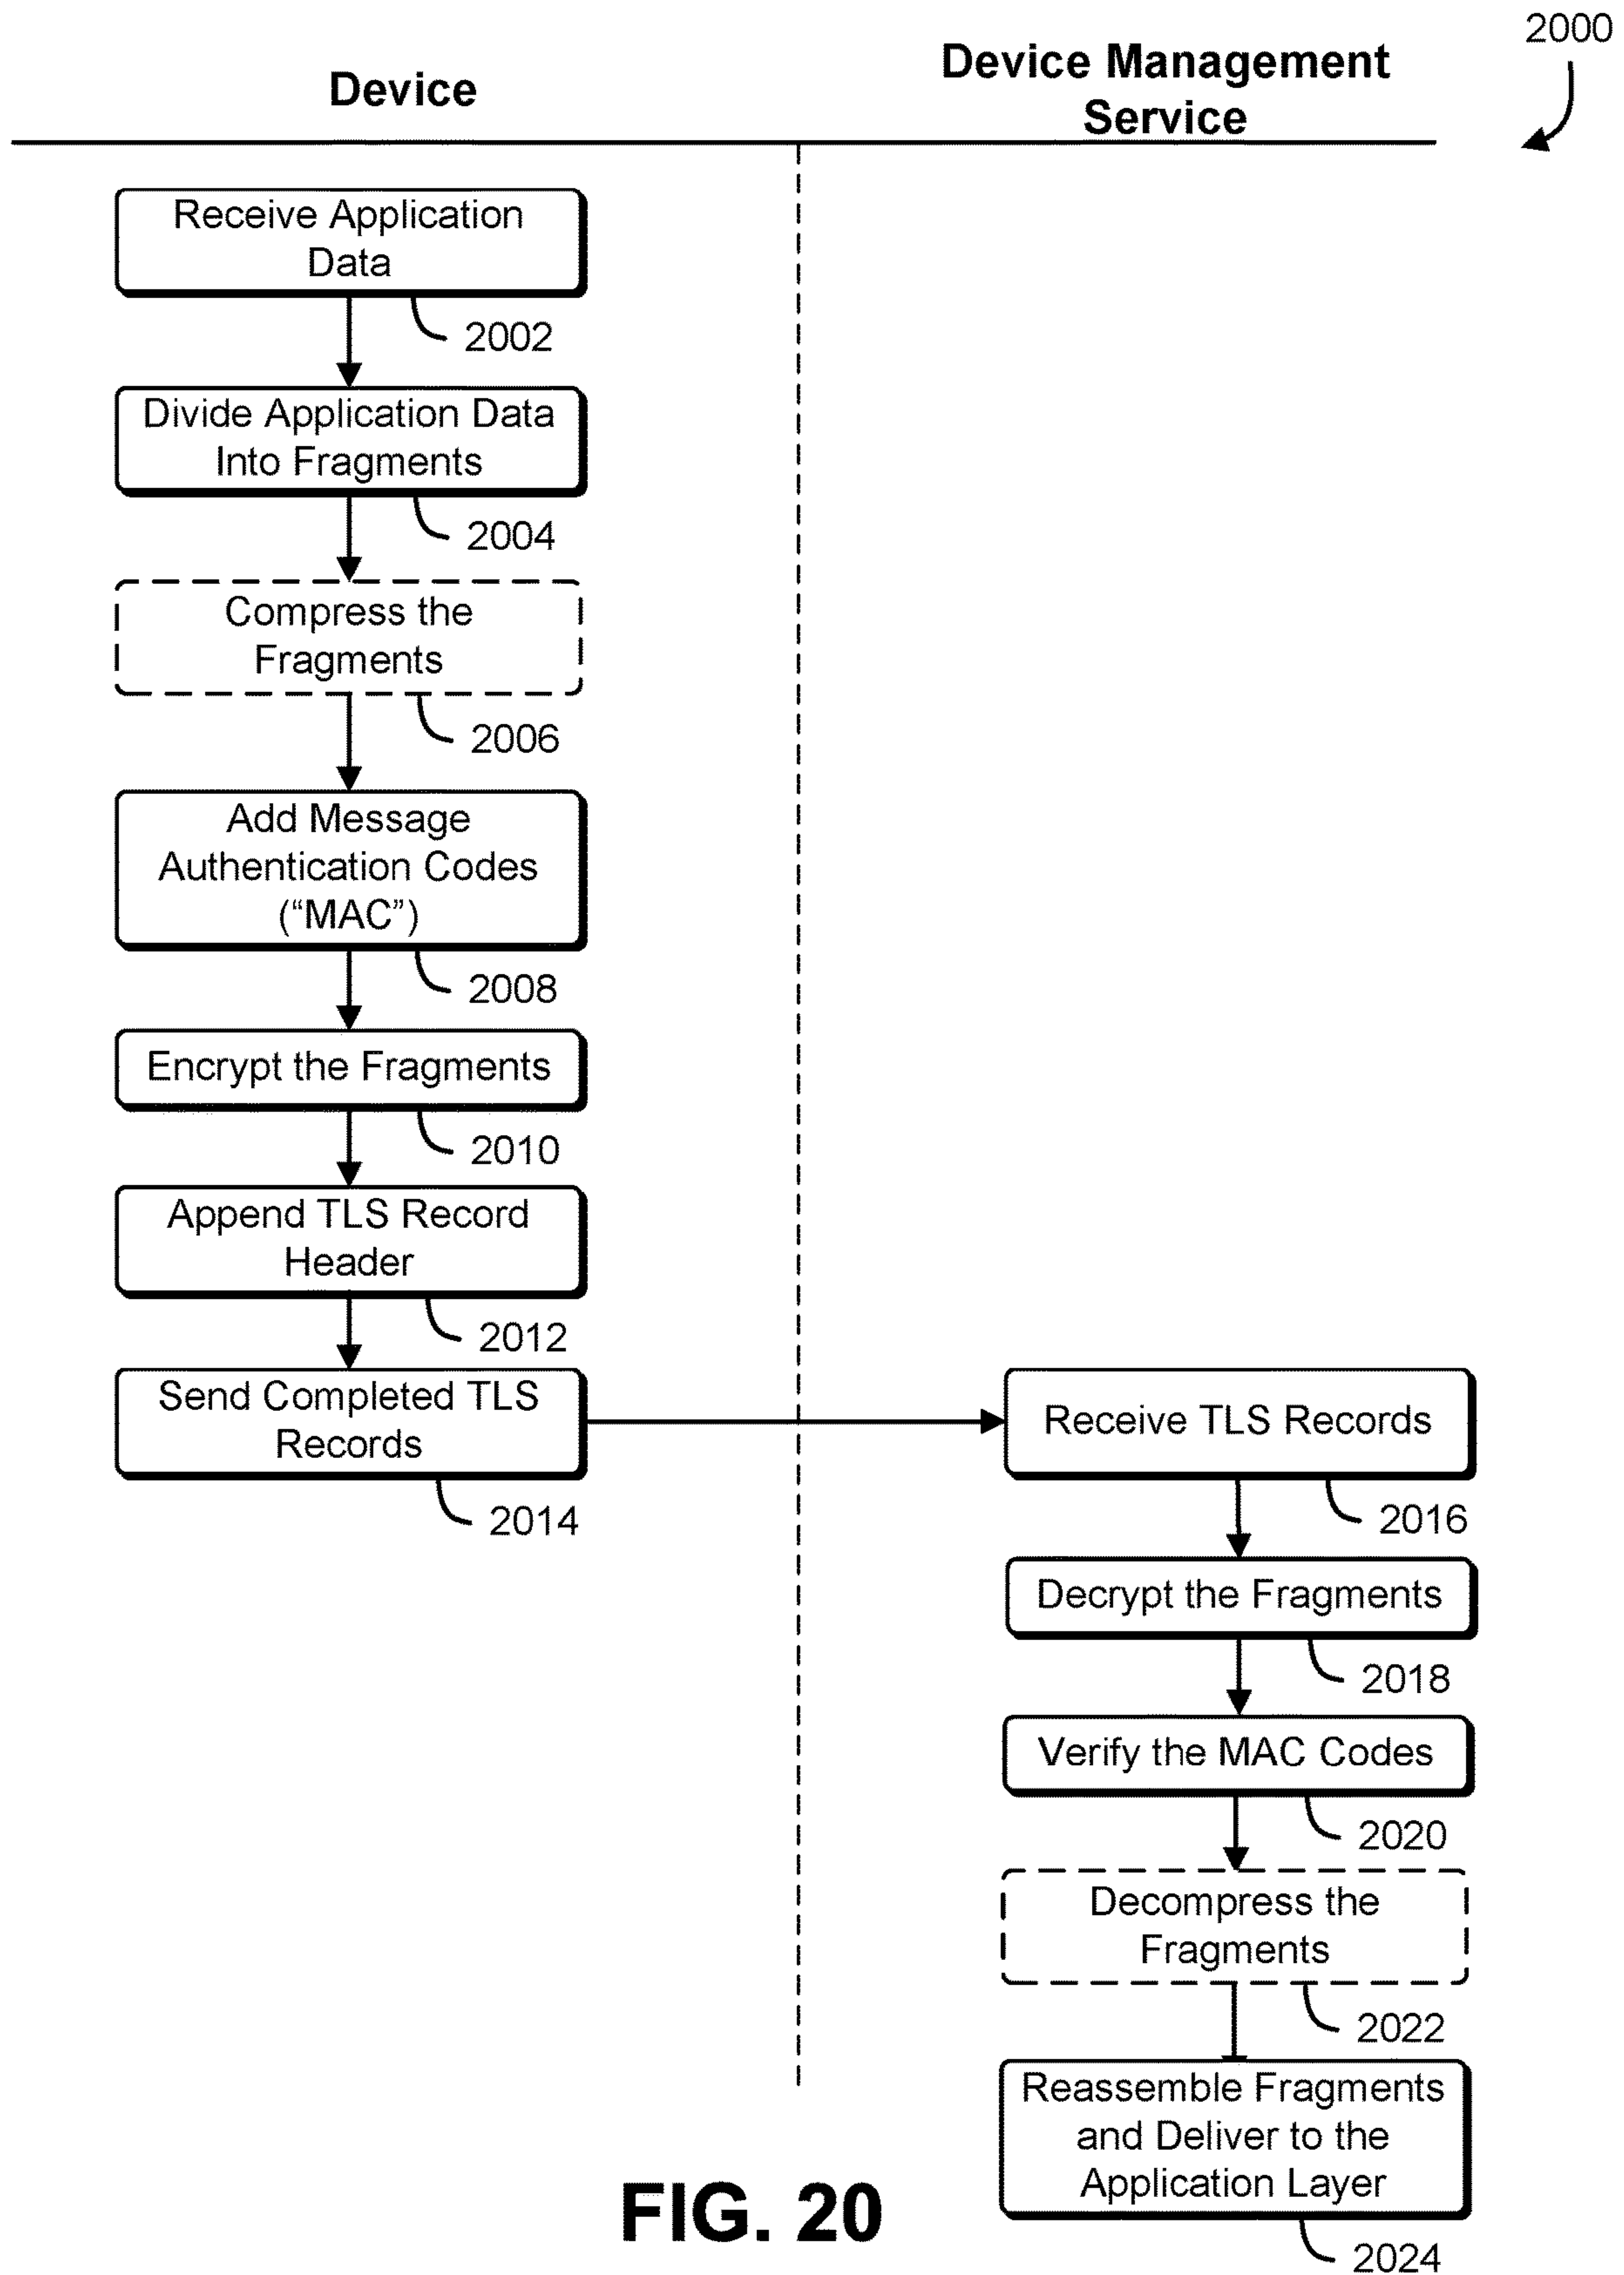 2000
Device
Device Management
Service
Receive Application
Data
2002
Divide Application Data
Into Fragments
2004
Compress the
Fragments
2006
Add Message
Authentication Codes
(“MAC”)
2008
Encrypt the Fragments
2010
Append TLS Record
Header
2012
Send Completed TLS
Records
2014
Receive TLS Records
2016
Decrypt the Fragments
2018
Verify the MAC Codes
2020
Decompress the
Fragments
2022
Reassemble Fragments
and Deliver to the
Application Layer
2024
FIG. 20